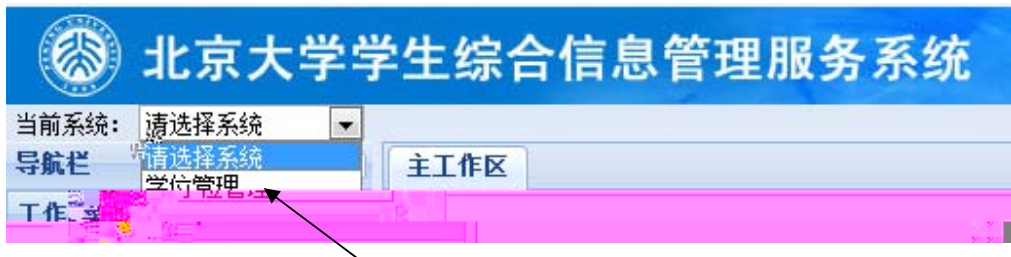 北京大学学生综合信息管理服务系统
当前系统： 请选择系统
请选择系统
导航栏 主工作区
学位管理
工作